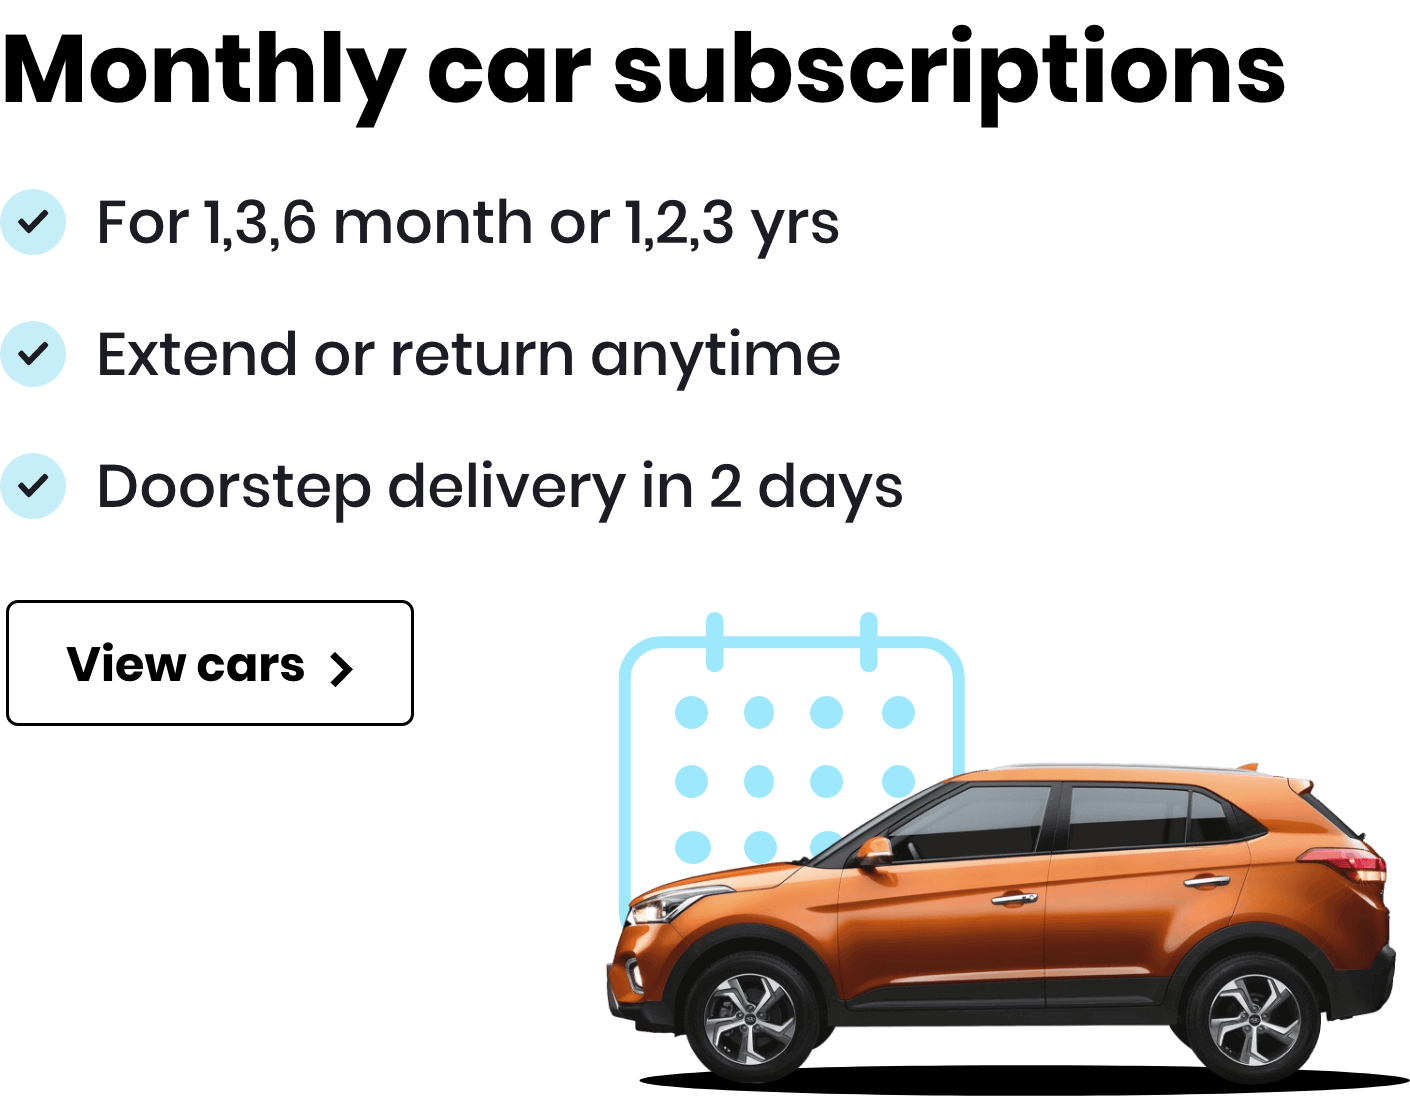 Monthly car subscriptions
For 1,3,6 month or 1,2,3 yrs
Extend or return anytime
Doorstep delivery in 2 days
View cars